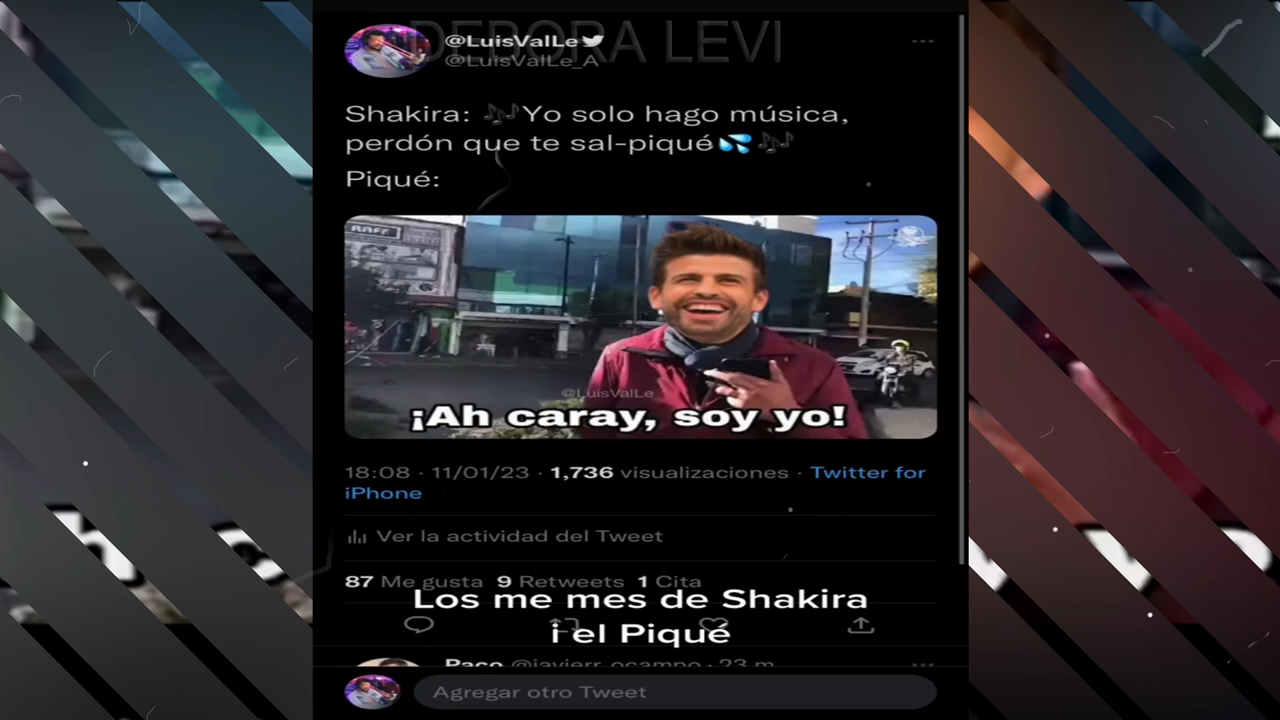 DEBORA LEVI
@LuisValLe
@LuisValLe_A
Shakira: 🎶Yo solo hago música,
perdón que te sal-piqué💦🎶
Piqué:
RAFF
@LuisValLe
¡Ah caray, soy yo!
18:08 · 11/01/23 · 1,736 visualizaciones · Twitter for
iPhone
Ver la actividad del Tweet
87 Me gusta 9 Retweets 1 Cita
Los me mes de Shakira
i el Piqué
Paco @javierr_ocampo · 23 m
Agregar otro Tweet